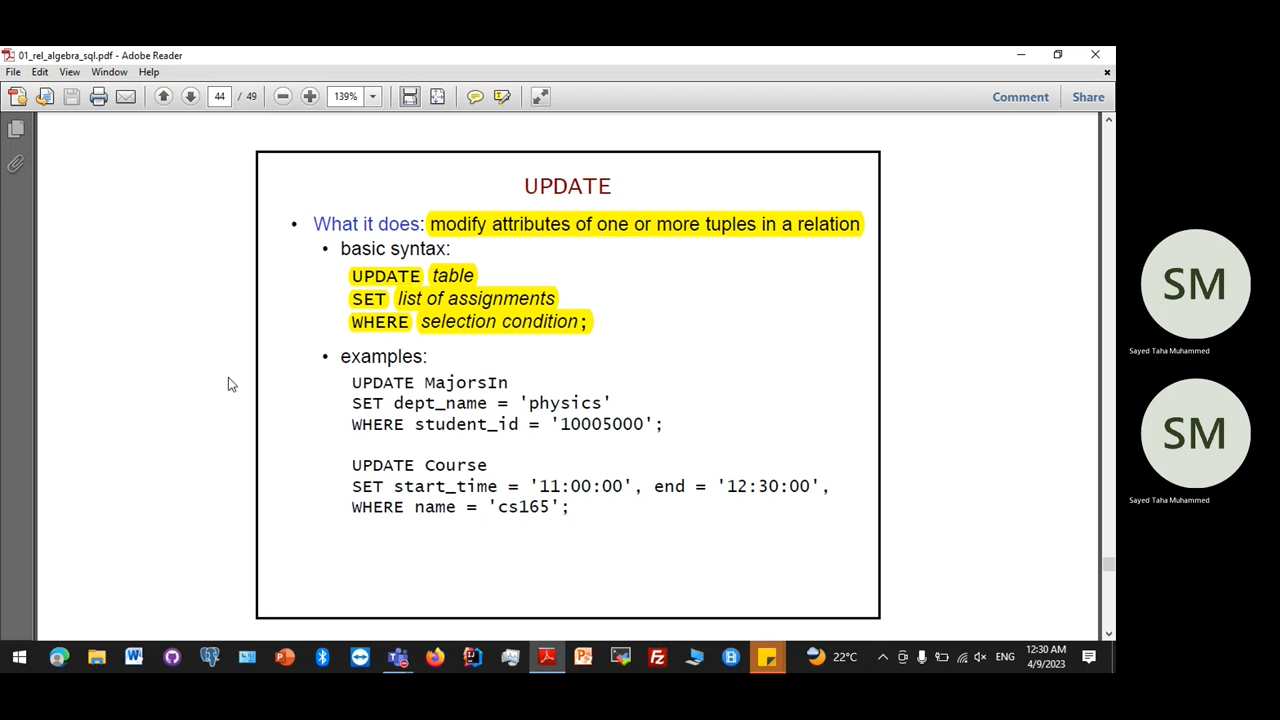 01_rel_algebra_sql.pdf - Adobe Reader
File Edit View Window Help
44 / 49 139% Comment Share
UPDATE
• What it does: modify attributes of one or more tuples in a relation
• basic syntax:
UPDATE table
SET list of assignments
WHERE selection condition;
• examples:
UPDATE MajorsIn
SET dept_name = 'physics'
WHERE student_id = '10005000';
UPDATE Course
SET start_time = '11:00:00', end = '12:30:00',
WHERE name = 'cs165';
SM
Sayed Taha Muhammed
SM
Sayed Taha Muhammed
22°C ENG 12:30 AM
4/9/2023